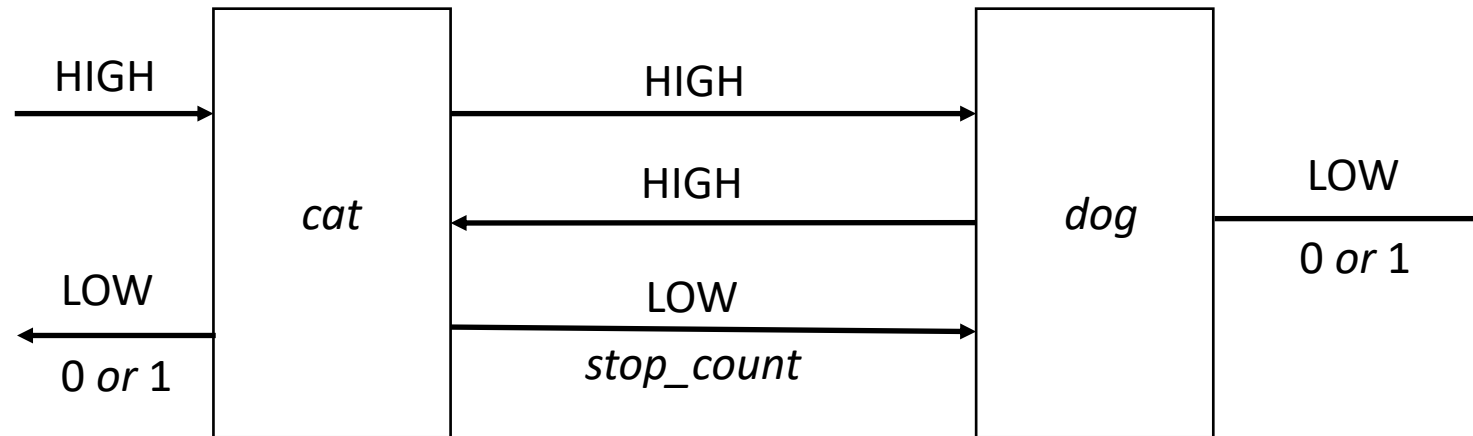 HIGH
HIGH
HIGH
LOW
cat
dog
LOW
LOW
0 or 1
0 or 1
stop_count